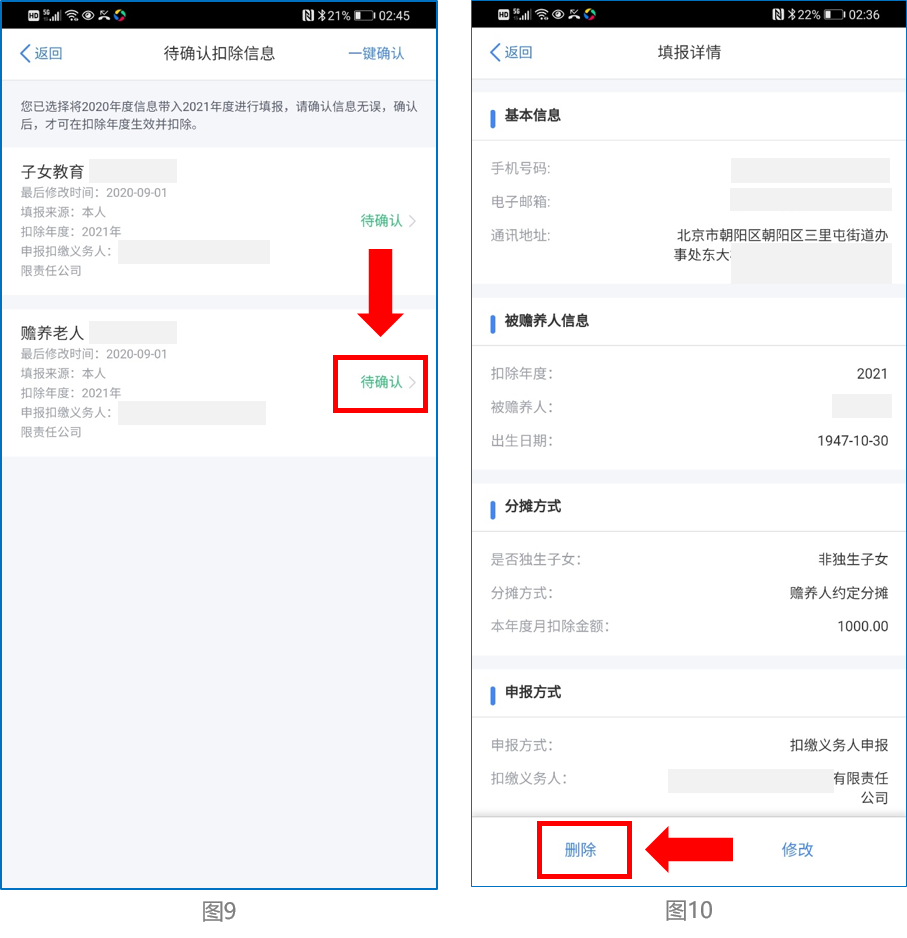 HD 5G 21% 02:45
返回 待确认扣除信息 一键确认
您已选择将2020年度信息带入2021年度进行填报，请确认信息无误，确认
后，才可在扣除年度生效并扣除。
子女教育
最后修改时间：2020-09-01
填报来源：本人
待确认
扣除年度：2021年
申报扣缴义务人：
限责任公司
赡养老人
最后修改时间：2020-09-01
填报来源：本人
待确认
扣除年度：2021年
申报扣缴义务人：
限责任公司
图9
HD 5G 22% 02:36
返回 填报详情
基本信息
手机号码:
电子邮箱:
通讯地址: 北京市朝阳区朝阳区三里屯街道办
事处东大
被赡养人信息
扣除年度: 2021
被赡养人:
出生日期: 1947-10-30
分摊方式
是否独生子女: 非独生子女
分摊方式: 赡养人约定分摊
本年度月扣除金额: 1000.00
申报方式
申报方式: 扣缴义务人申报
扣缴义务人: 有限责任
公司
删除 修改
图10